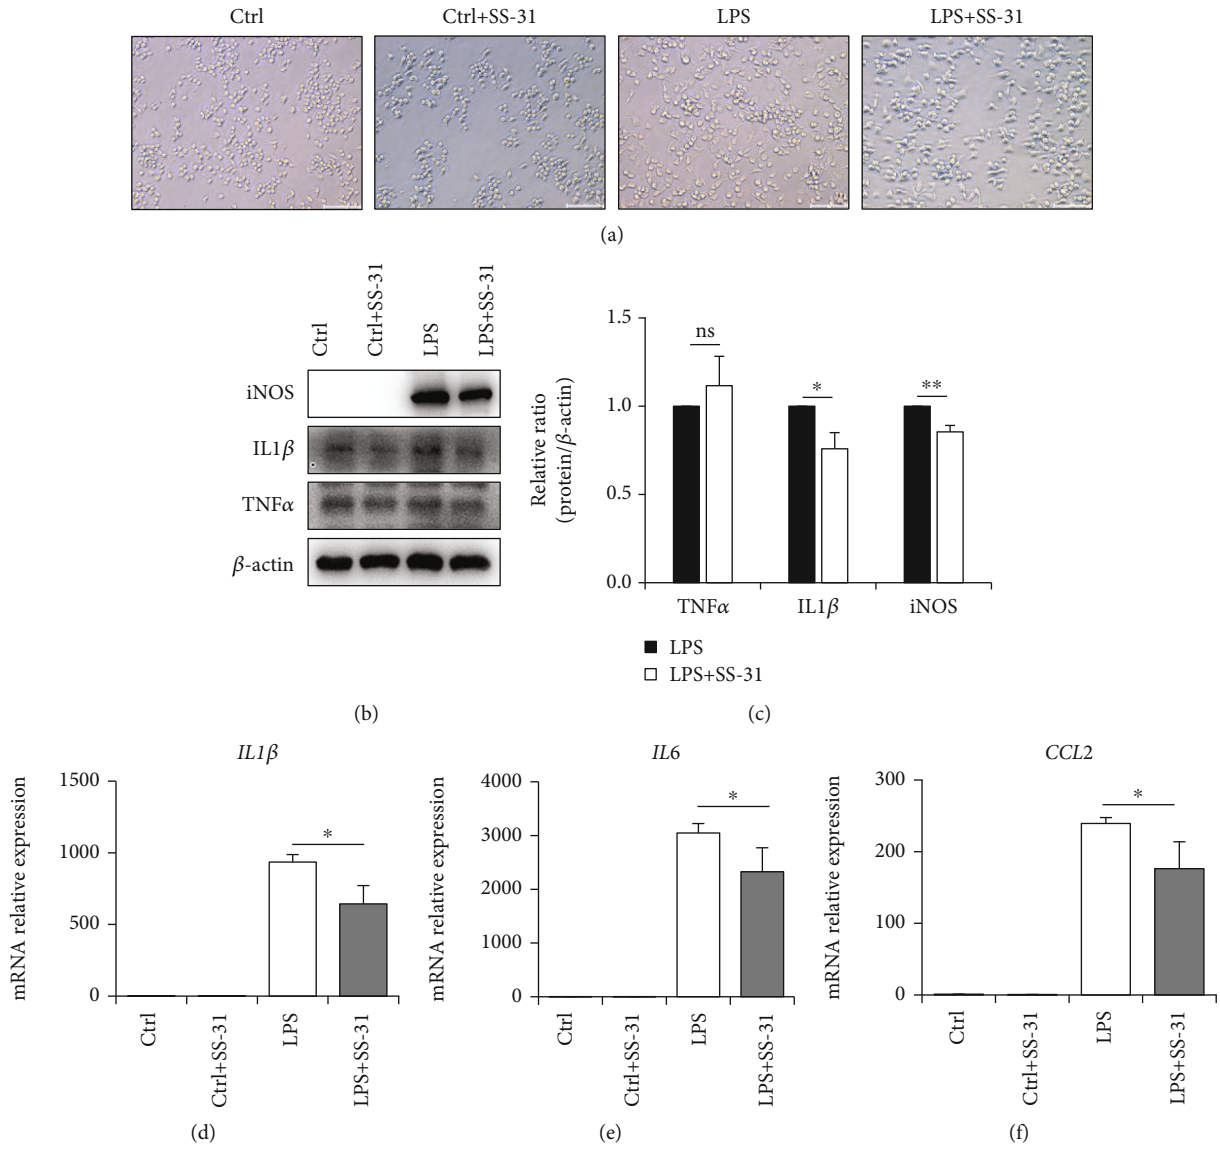 Ctrl
Ctrl+SS-31
LPS
LPS+SS-31
(a)
Ctrl
Ctrl+SS-31
LPS
LPS+SS-31
iNOS
IL1β
TNFα
β-actin
(b)
Relative ratio
(protein/β-actin)
1.5
1.0
0.5
0.0
ns
*
**
TNFα
IL1β
iNOS
LPS
LPS+SS-31
(c)
IL1β
mRNA relative expression
1500
1000
500
0
*
Ctrl
Ctrl+SS-31
LPS
LPS+SS-31
(d)
IL6
mRNA relative expression
4000
3000
2000
1000
0
*
Ctrl
Ctrl+SS-31
LPS
LPS+SS-31
(e)
CCL2
mRNA relative expression
300
200
100
0
*
Ctrl
Ctrl+SS-31
LPS
LPS+SS-31
(f)